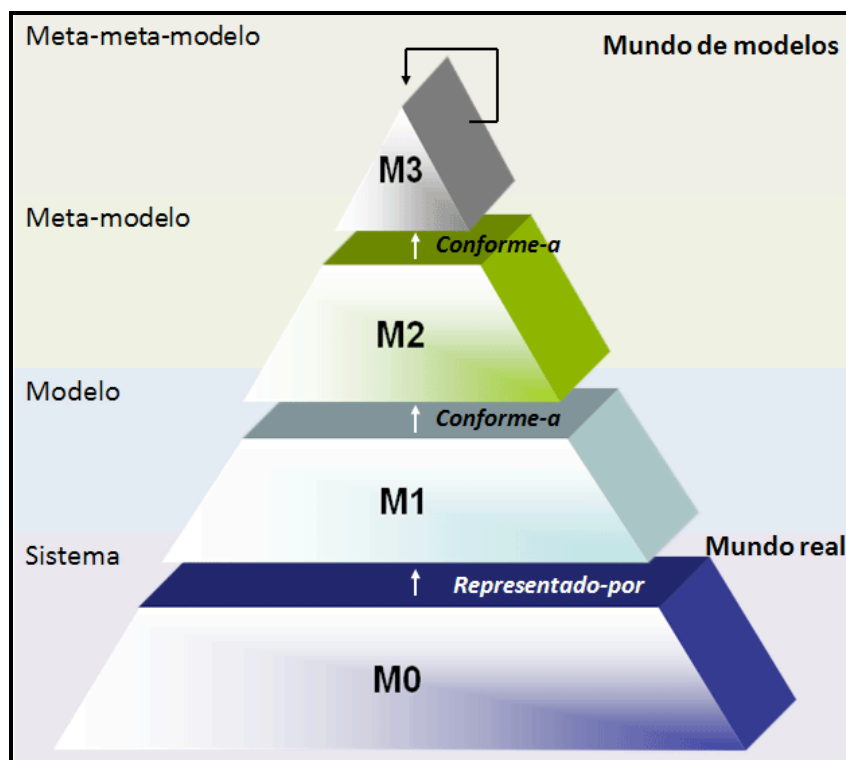 Meta-meta-modelo
Mundo de modelos
M3
Meta-modelo
Conforme-a
M2
Modelo
Conforme-a
M1
Mundo real
Sistema
Representado-por
M0